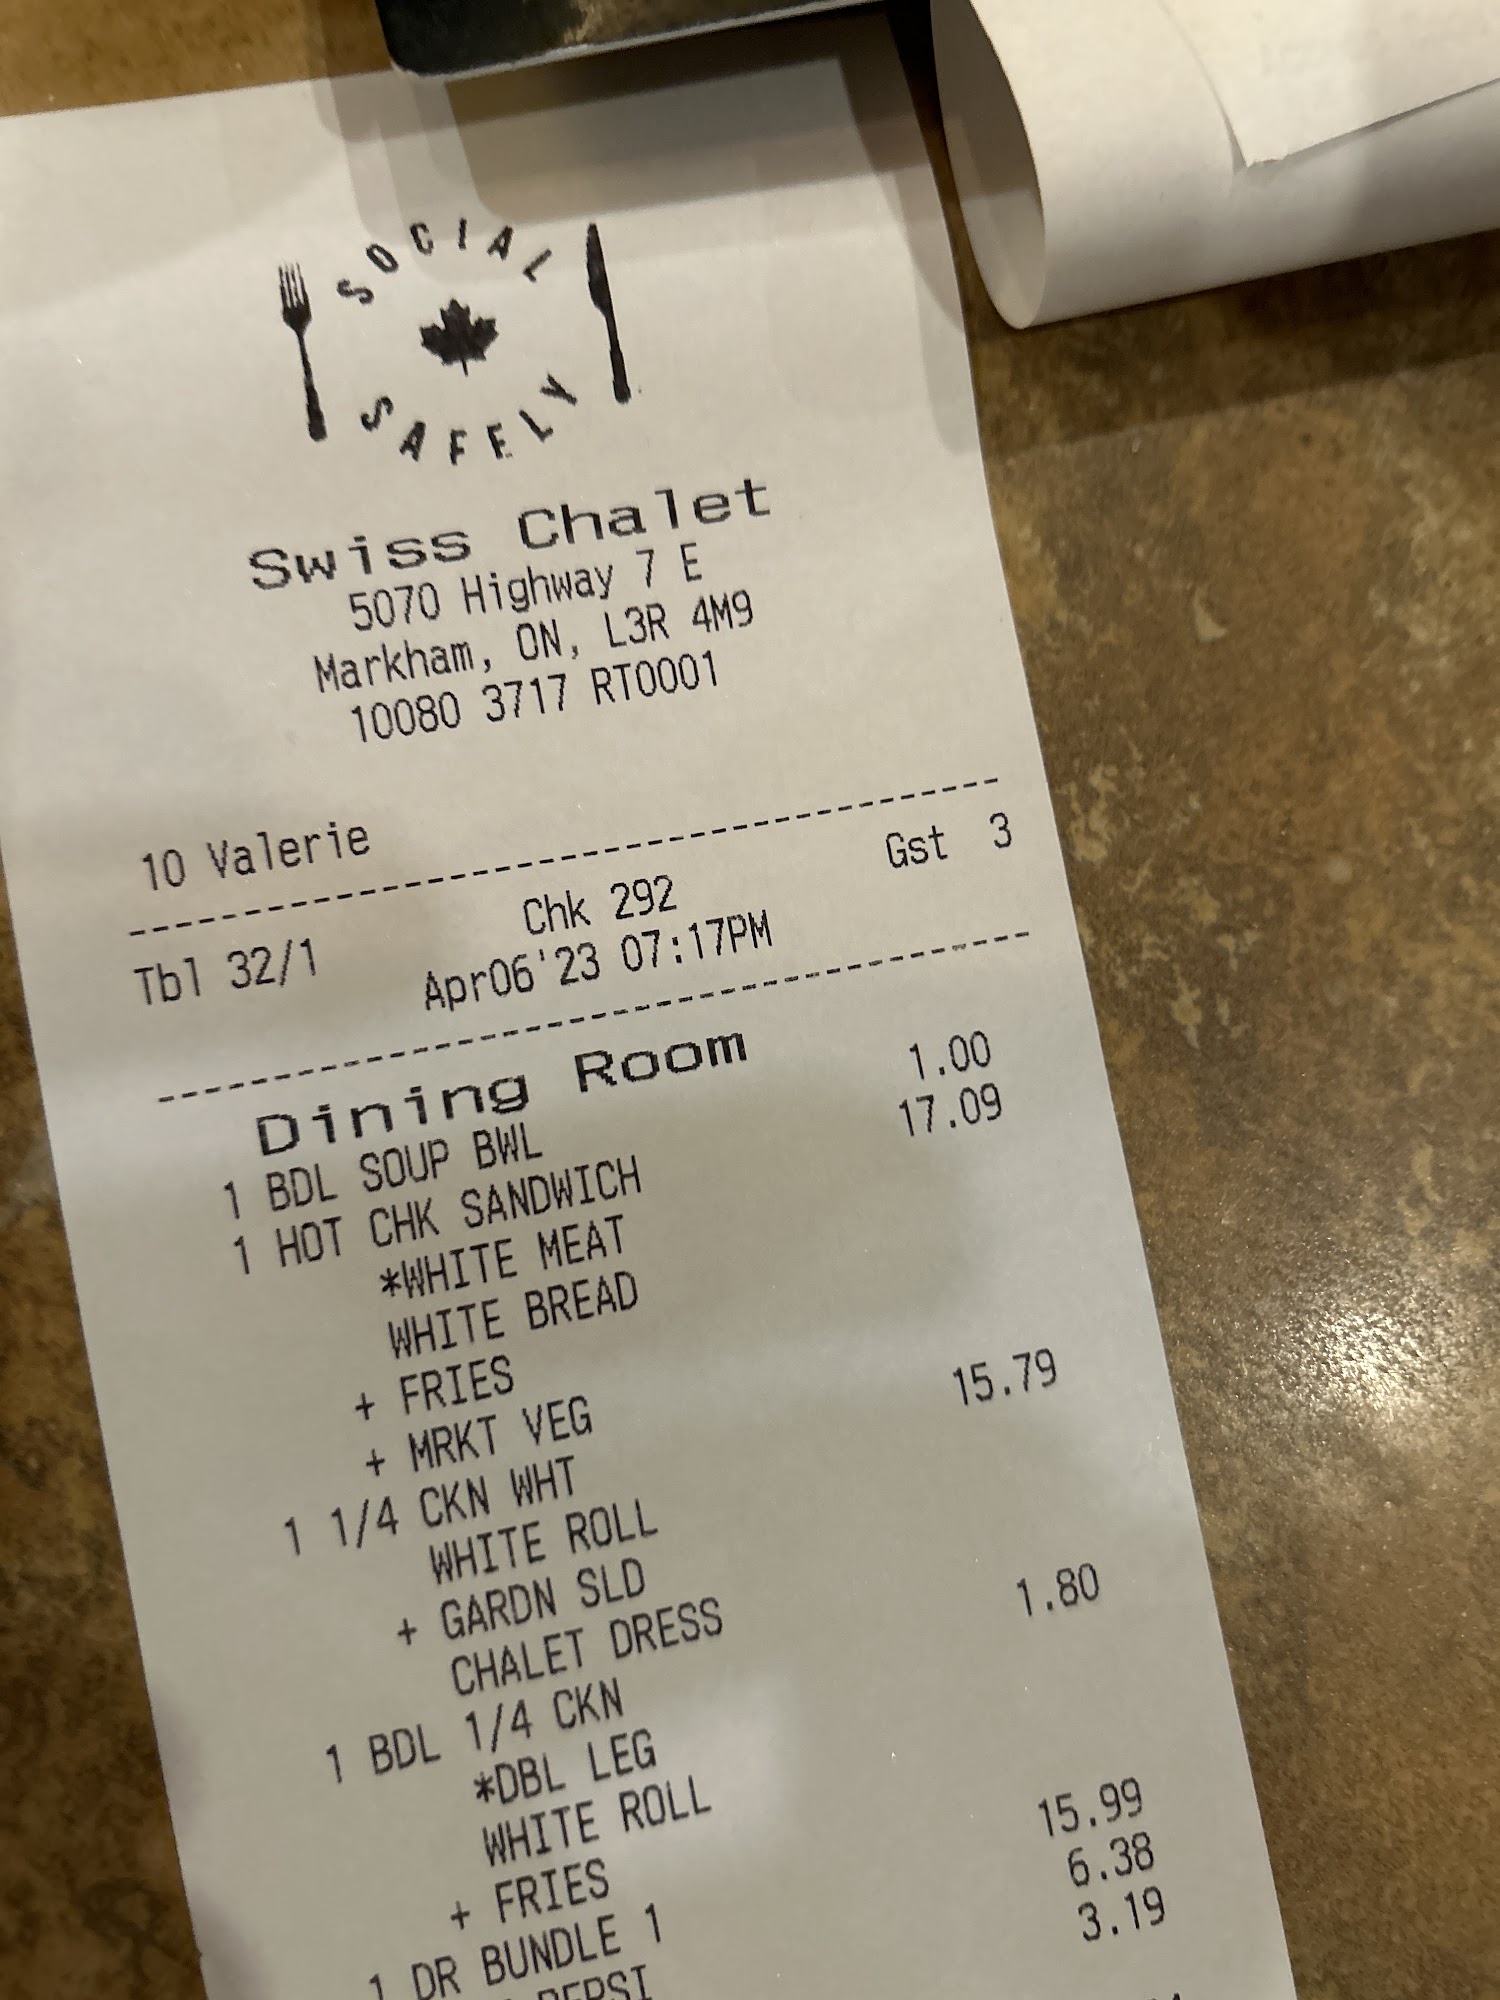 SOCIAL
SAFELY
Swiss Chalet
5070 Highway 7 E
Markham, ON, L3R 4M9
10080 3717 RT0001
10 Valerie
Tbl 32/1 Chk 292 Gst 3
Apr06'23 07:17PM
Dining Room
1 BDL SOUP BWL 1.00
1 HOT CHK SANDWICH 17.09
*WHITE MEAT
WHITE BREAD
+ FRIES
+ MRKT VEG
1 1/4 CKN WHT 15.79
WHITE ROLL
+ GARDN SLD
CHALET DRESS
1 BDL 1/4 CKN 1.80
*DBL LEG
WHITE ROLL
+ FRIES
1 DR BUNDLE 1 15.99
PEPSI 6.38
3.19